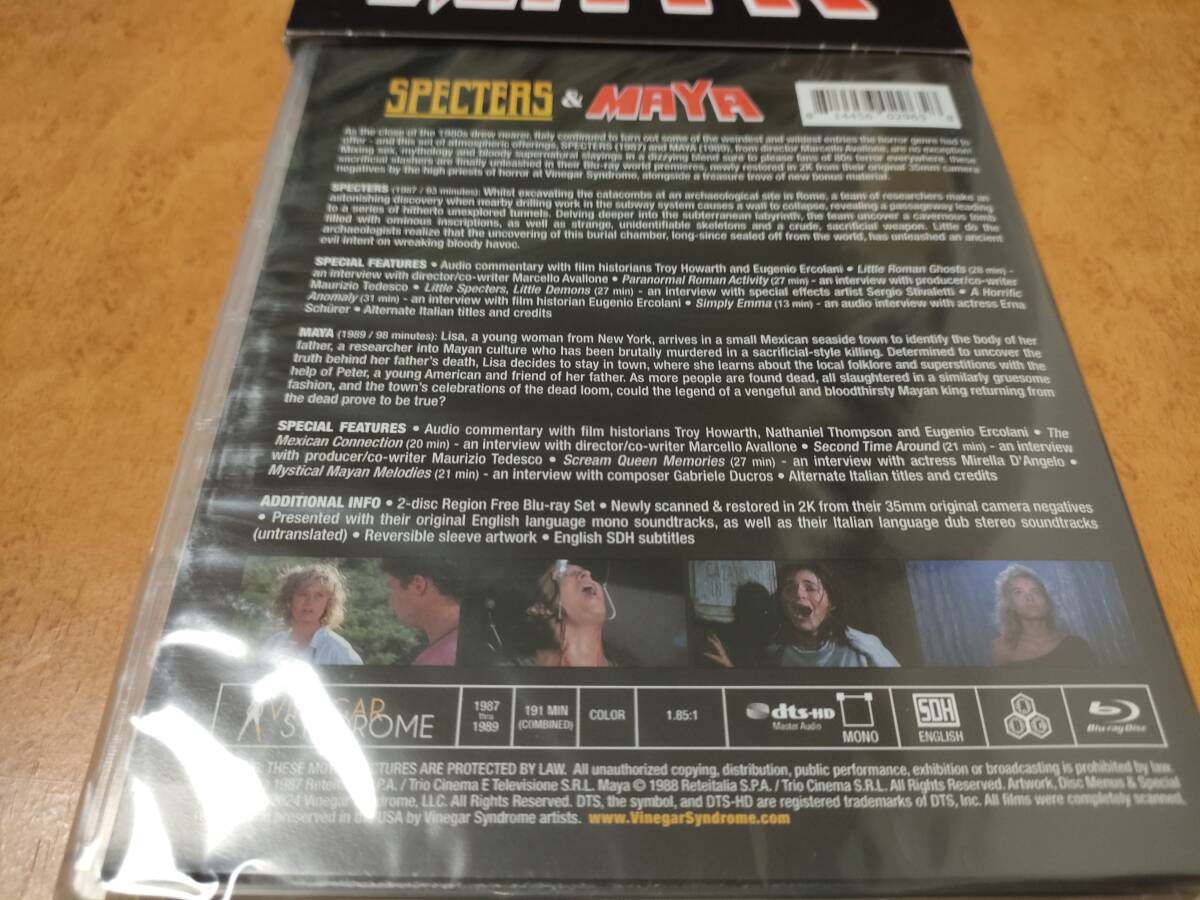 SPECTERS & MAYA
As the close of the 1980s drew nearer, Italy continued to turn out some of the weirdest and wildest entries the horror genre had to
offer - and this set of atmospheric offerings, SPECTERS (1987) and MAYA (1989), from director Marcello Avallone, are no exception!
Mixing sex, mythology and bloody supernatural slayings in a dizzying blend sure to please fans of 80s terror everywhere, these
sacrificial slashers are finally unleashed in their Blu-ray world premieres, newly restored in 2K from their original 35mm camera
negatives by the high priests of horror at Vinegar Syndrome, alongside a treasure trove of new bonus material.
SPECTERS (1987 / 93 minutes): Whilst excavating the catacombs at an archaeological site in Rome, a team of researchers make an
astonishing discovery when nearby drilling work in the subway system causes a wall to collapse, revealing a passageway leading
to a series of hitherto unexplored tunnels. Delving deeper into the subterranean labyrinth, the team uncover a cavernous tomb
filled with ominous inscriptions, as well as strange, unidentifiable skeletons and a crude, sacrificial weapon. Little do the
archaeologists realize that the uncovering of this burial chamber, long-since sealed off from the world, has unleashed an ancient
evil intent on wreaking bloody havoc.
SPECIAL FEATURES • Audio commentary with film historians Troy Howarth and Eugenio Ercolani • Little Roman Ghosts (28 min) -
an interview with director/co-writer Marcello Avallone • Paranormal Roman Activity (27 min) - an interview with producer/co-writer
Maurizio Tedesco • Little Specters, Little Demons (27 min) - an interview with special effects artist Sergio Stivaletti • A Horrific
Anomaly (31 min) - an interview with film historian Eugenio Ercolani • Simply Emma (13 min) - an audio interview with actress Erna
Schürer • Alternate Italian titles and credits
MAYA (1989 / 98 minutes): Lisa, a young woman from New York, arrives in a small Mexican seaside town to identify the body of her
father, a researcher into Mayan culture who has been brutally murdered in a sacrificial-style killing. Determined to uncover the
truth behind her father's death, Lisa decides to stay in town, where she learns about the local folklore and superstitions with the
help of Peter, a young American and friend of her father. As more people are found dead, all slaughtered in a similarly gruesome
fashion, and the town's celebrations of the dead loom, could the legend of a vengeful and bloodthirsty Mayan king returning from
the dead prove to be true?
SPECIAL FEATURES • Audio commentary with film historians Troy Howarth, Nathaniel Thompson and Eugenio Ercolani • The
Mexican Connection (20 min) - an interview with director/co-writer Marcello Avallone • Second Time Around (21 min) - an interview
with producer/co-writer Maurizio Tedesco • Scream Queen Memories (27 min) - an interview with actress Mirella D'Angelo •
Mystical Mayan Melodies (21 min) - an interview with composer Gabriele Ducros • Alternate Italian titles and credits
ADDITIONAL INFO • 2-disc Region Free Blu-ray Set • Newly scanned & restored in 2K from their 35mm original camera negatives
• Presented with their original English language mono soundtracks, as well as their Italian language dub stereo soundtracks
(untranslated) • Reversible sleeve artwork • English SDH subtitles
VINEGAR
SYNDROME
1987
thru
1989
191 MIN
(COMBINED)
COLOR
1.85:1
dts-HD
Master Audio
MONO
SDH
ENGLISH
A
B
C
Blu-ray Disc
THESE MOTION PICTURES ARE PROTECTED BY LAW. All unauthorized copying, distribution, public performance, exhibition or broadcasting is prohibited by law.
1987 Reteitalia S.P.A. / Trio Cinema E Televisione S.R.L. Maya © 1988 Reteitalia S.P.A. / Trio Cinema S.R.L. All Rights Reserved. Artwork, Disc Menus & Special
2024 Vinegar Syndrome, LLC. All Rights Reserved. DTS, the symbol, and DTS-HD are registered trademarks of DTS, Inc. All films were completely scanned,
preserved in the USA by Vinegar Syndrome artists. www.VinegarSyndrome.com